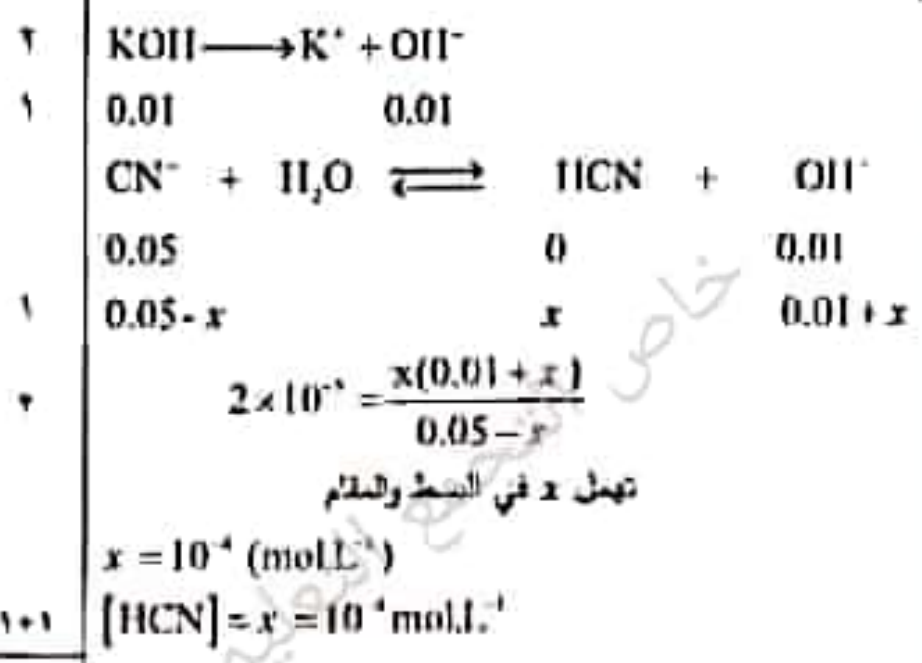 ٢ KOH ⟶ K⁺ + OH⁻
١ 0.01 0.01
CN⁻ + H₂O ⇌ HCN + OH⁻
0.05 0 0.01
١ 0.05 - x x 0.01 + x
2×10⁻⁵ = x(0.01 + x) / 0.05 − x
تهمل x في البسط والمقام
x = 10⁻⁴ (mol.L⁻¹)
١+١ [HCN] = x = 10⁻⁴ mol.L⁻¹
خاص